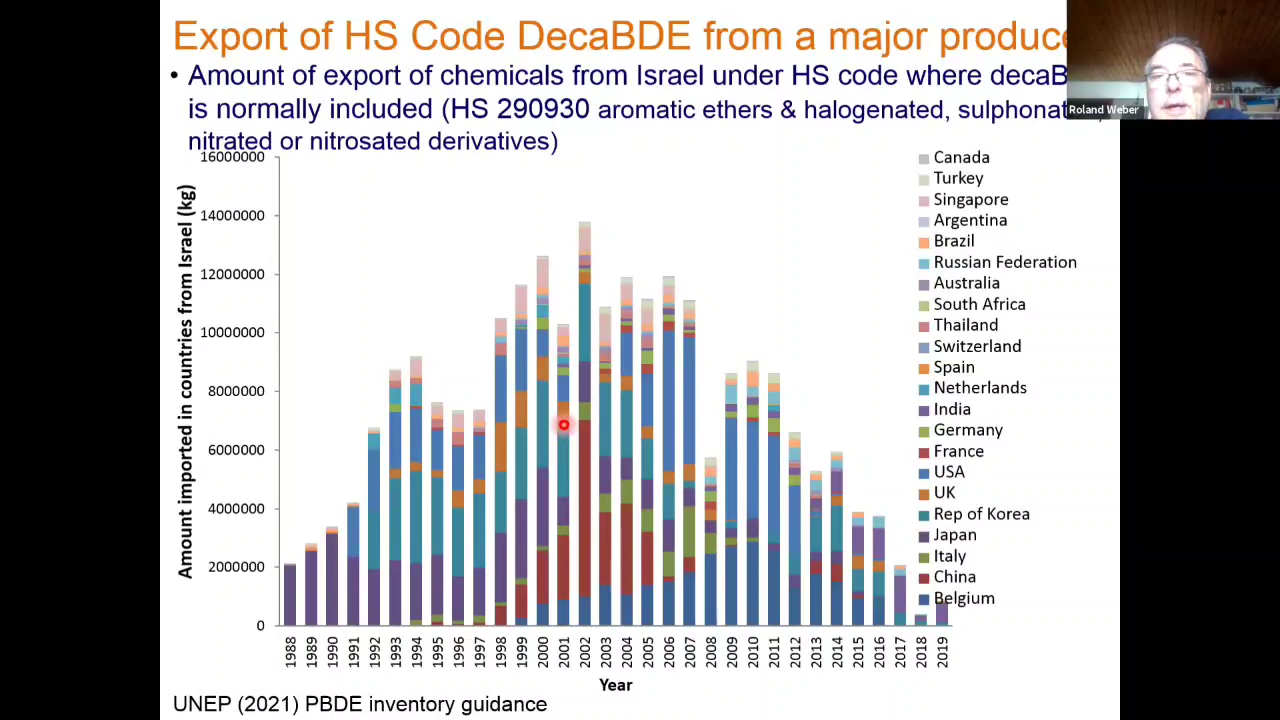 Export of HS Code DecaBDE from a major produce
• Amount of export of chemicals from Israel under HS code where decaB
is normally included (HS 290930 aromatic ethers & halogenated, sulphonat
nitrated or nitrosated derivatives)
Roland Weber
Amount imported in countries from Israel (kg)
16000000
14000000
12000000
10000000
8000000
6000000
4000000
2000000
0
1988
1989
1990
1991
1992
1993
1994
1995
1996
1997
1998
1999
2000
2001
2002
2003
2004
2005
2006
2007
2008
2009
2010
2011
2012
2013
2014
2015
2016
2017
2018
2019
Year
Canada
Turkey
Singapore
Argentina
Brazil
Russian Federation
Australia
South Africa
Thailand
Switzerland
Spain
Netherlands
India
Germany
France
USA
UK
Rep of Korea
Japan
Italy
China
Belgium
UNEP (2021) PBDE inventory guidance